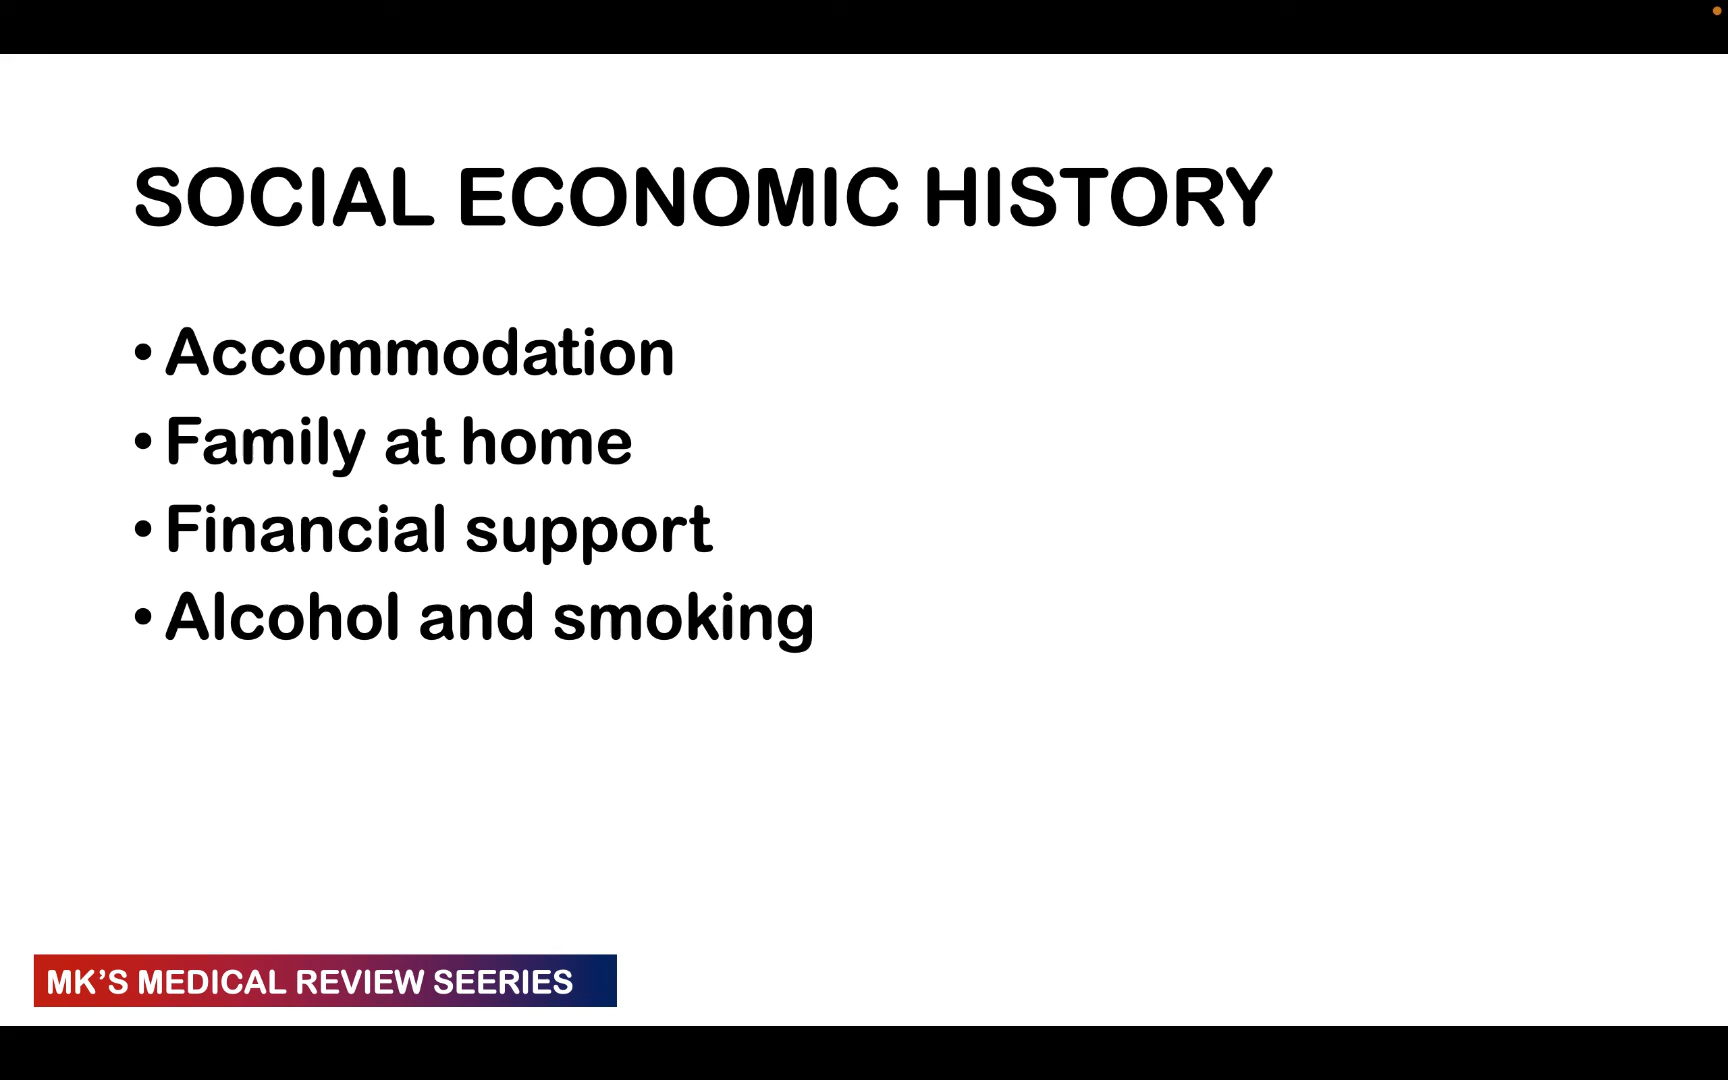 SOCIAL ECONOMIC HISTORY
• Accommodation
• Family at home
• Financial support
• Alcohol and smoking
MK’S MEDICAL REVIEW SEERIES